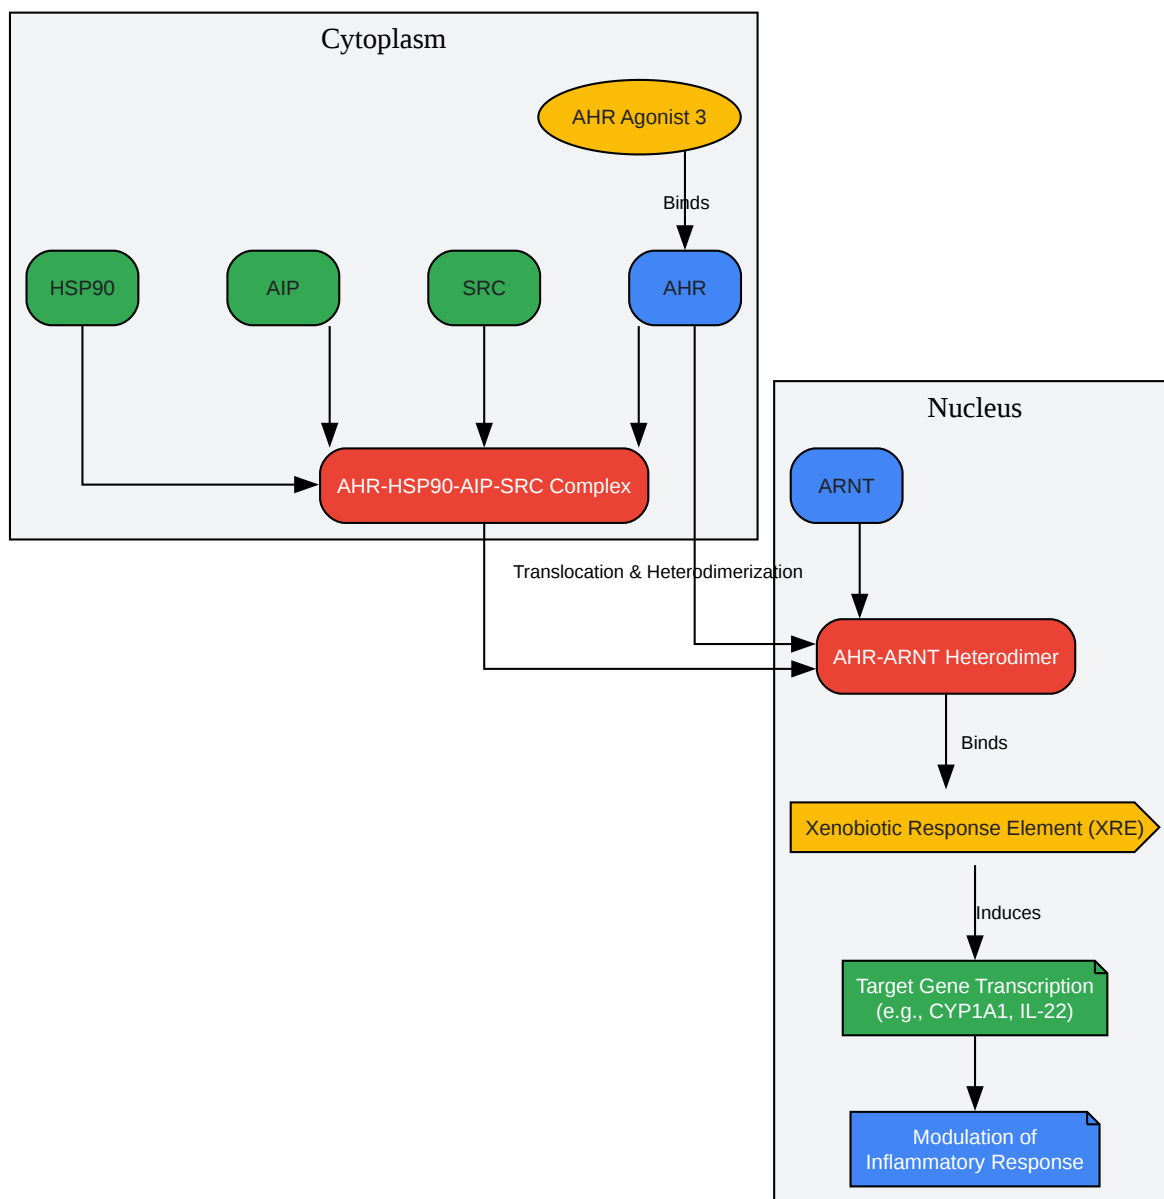 Cytoplasm
AHR Agonist 3
Binds
HSP90
AIP
SRC
AHR
Nucleus
ARNT
AHR-HSP90-AIP-SRC Complex
Translocation & Heterodimerization
AHR-ARNT Heterodimer
Binds
Xenobiotic Response Element (XRE)
Induces
Target Gene Transcription
(e.g., CYP1A1, IL-22)
Modulation of
Inflammatory Response